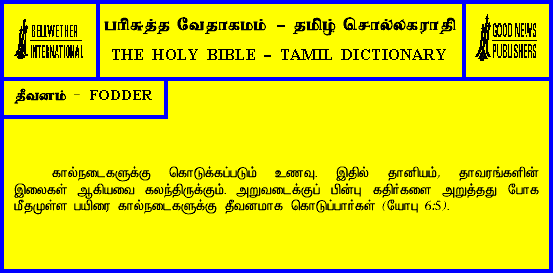 BELLWETHER
INTERNATIONAL
பரிசுத்த வேதாகமம் - தமிழ் சொல்லகராதி
THE HOLY BIBLE - TAMIL DICTIONARY
GOOD NEWS
PUBLISHERS
தீவனம் - FODDER
கால்நடைகளுக்கு கொடுக்கப்படும் உணவு. இதில் தானியம், தாவரங்களின்
இலைகள் ஆகியவை கலந்திருக்கும். அறுவடைக்குப் பின்பு கதிர்களை அறுத்தது போக
மீதமுள்ள பயிரை கால்நடைகளுக்கு தீவனமாக கொடுப்பார்கள் (யோபு 6:5).